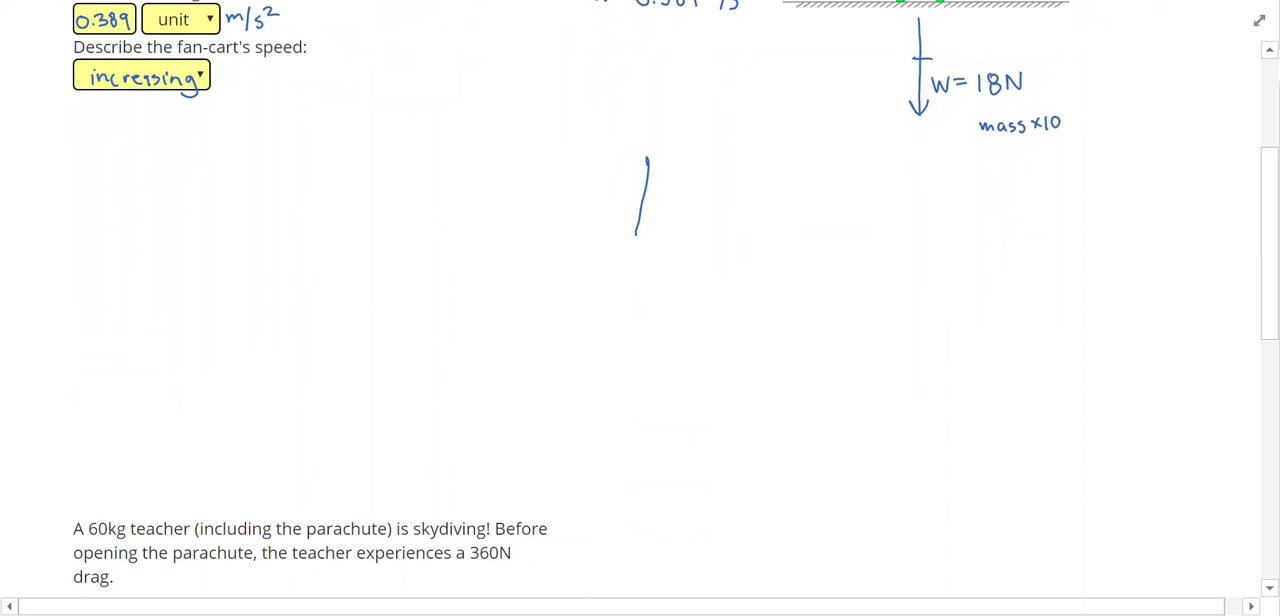 0.389 unit m/s²
Describe the fan-cart's speed:
increasing
W = 18N
mass×10
A 60kg teacher (including the parachute) is skydiving! Before
opening the parachute, the teacher experiences a 360N
drag.